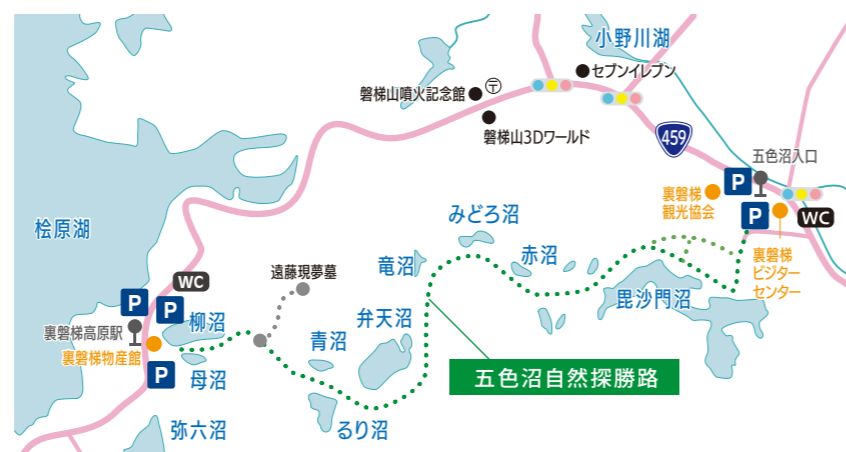 小野川湖
セブンイレブン
磐梯山噴火記念館
〒
磐梯山3Dワールド
459
五色沼入口
P
裏磐梯
観光協会
P
WC
裏磐梯
ビジター
センター
みどろ沼
赤沼
竜沼
毘沙門沼
桧原湖
遠藤現夢墓
WC
P
P
弁天沼
柳沼
裏磐梯高原駅
青沼
裏磐梯物産館
P
母沼
五色沼自然探勝路
弥六沼
るり沼